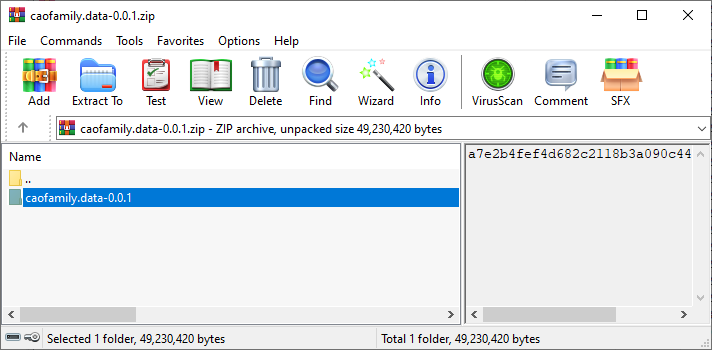 caofamily.data-0.0.1.zip
File Commands Tools Favorites Options Help
Add Extract To Test View Delete Find Wizard Info VirusScan Comment SFX
caofamily.data-0.0.1.zip - ZIP archive, unpacked size 49,230,420 bytes
Name
..
caofamily.data-0.0.1
a7e2b4fef4d682c2118b3a090c44
Selected 1 folder, 49,230,420 bytes
Total 1 folder, 49,230,420 bytes